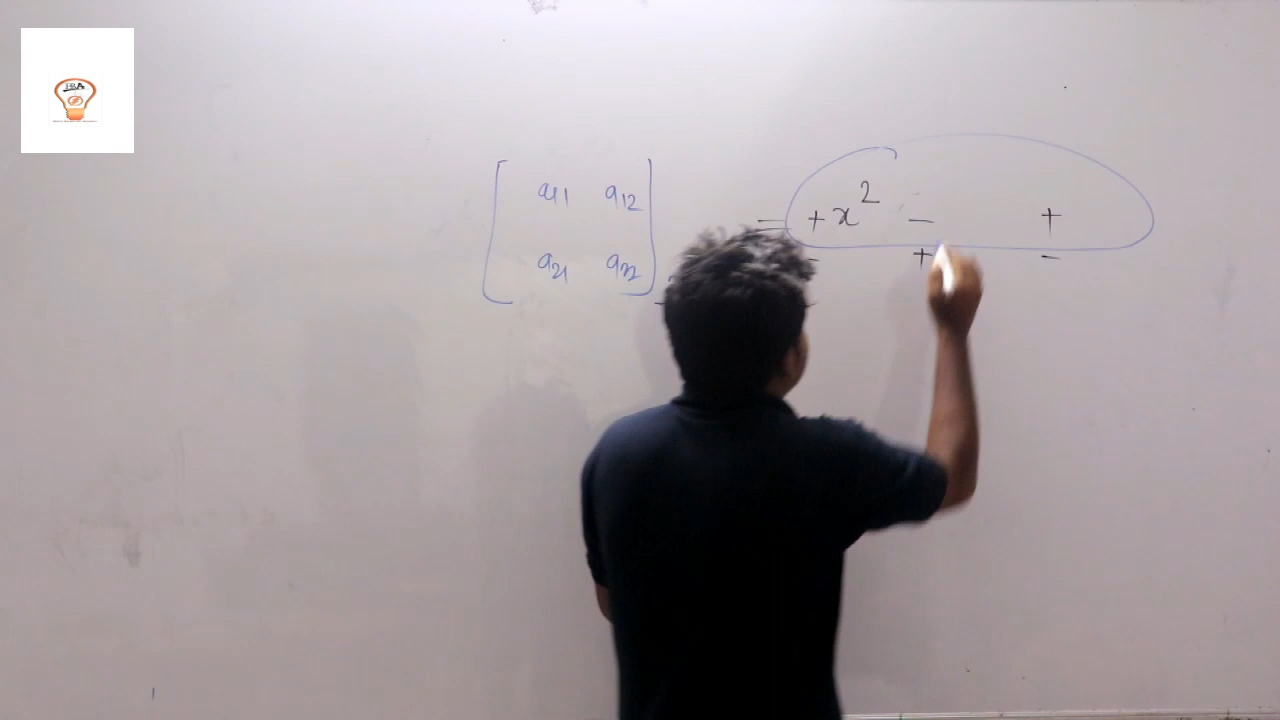 a11 a12 = + x² - +
a21 a22 - + -